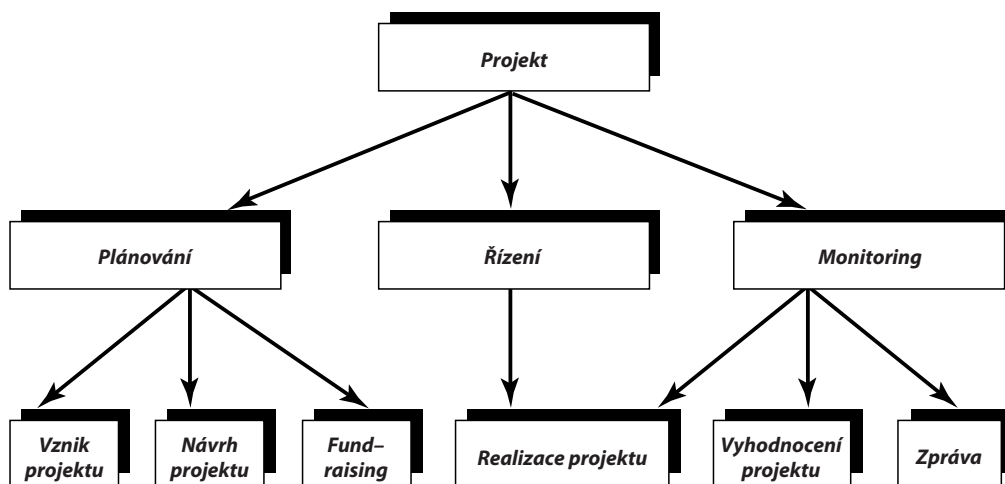 Projekt
Plánování
Řízení
Monitoring
Vznik
projektu
Návrh
projektu
Fund–
raising
Realizace projektu
Vyhodnocení
projektu
Zpráva